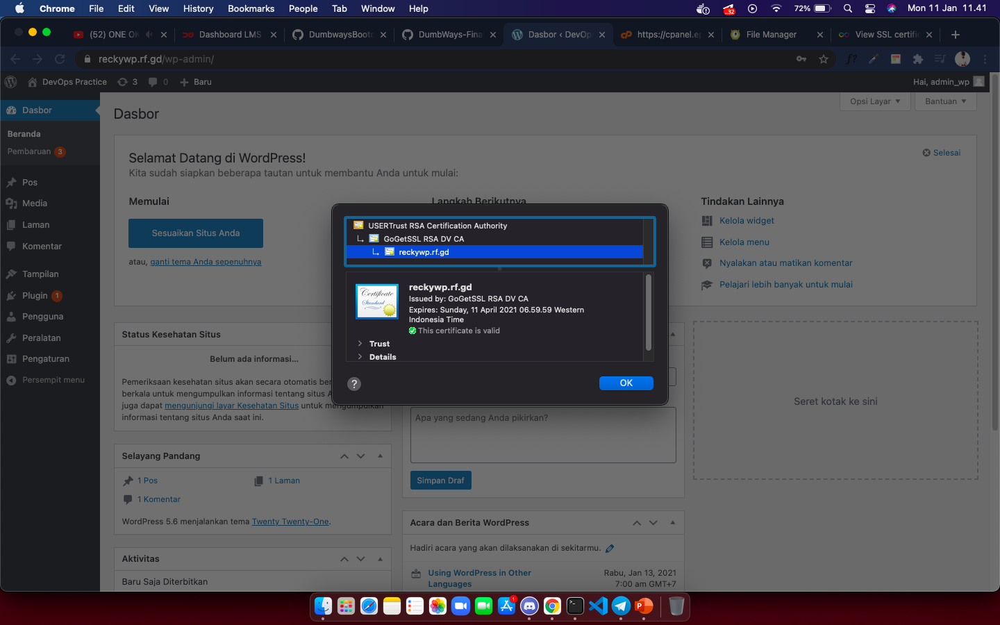 Chrome File Edit View History Bookmarks People Tab Window Help 32 72% Mon 11 Jan 11.41
(52) ONE OK Dashboard LMS DumbwaysBoot DumbWays-Fina Dasbor ‹ DevOp cP https://cpanel.ep File Manager View SSL certific
reckywp.rf.gd/wp-admin/ f?
DevOps Practice 3 0 Baru Hai, admin_wp
Opsi Layar Bantuan
Dasbor
Beranda
Pembaruan 3
Pos
Media
Laman
Komentar
Tampilan
Plugin 1
Pengguna
Peralatan
Pengaturan
Persempit menu
Dasbor
Selamat Datang di WordPress!
Selesai
Kita sudah siapkan beberapa tautan untuk membantu Anda untuk mulai:
Memulai
Sesuaikan Situs Anda
atau, ganti tema Anda sepenuhnya
Langkah Berikutnya
Tindakan Lainnya
Kelola widget
Kelola menu
Nyalakan atau matikan komentar
Pelajari lebih banyak untuk mulai
USERTrust RSA Certification Authority
GoGetSSL RSA DV CA
reckywp.rf.gd
Certificate
Standard
reckywp.rf.gd
Issued by: GoGetSSL RSA DV CA
Expires: Sunday, 11 April 2021 06.59.59 Western
Indonesia Time
This certificate is valid
Trust
Details
?
OK
Status Kesehatan Situs
Belum ada informasi...
Pemeriksaan kesehatan situs akan secara otomatis ber
berkala untuk mengumpulkan informasi tentang situs A
juga dapat mengunjungi layar Kesehatan Situs untuk mengumpulkan
informasi tentang situs Anda saat ini.
Selayang Pandang
1 Pos
1 Laman
1 Komentar
WordPress 5.6 menjalankan tema Twenty Twenty-One.
Aktivitas
Baru Saja Diterbitkan
Apa yang sedang Anda pikirkan?
Simpan Draf
Acara dan Berita WordPress
Hadiri acara yang akan dilaksanakan di sekitarmu.
Using WordPress in Other
Languages
Rabu, Jan 13, 2021
7:00 am GMT+7
Seret kotak ke sini
1
P